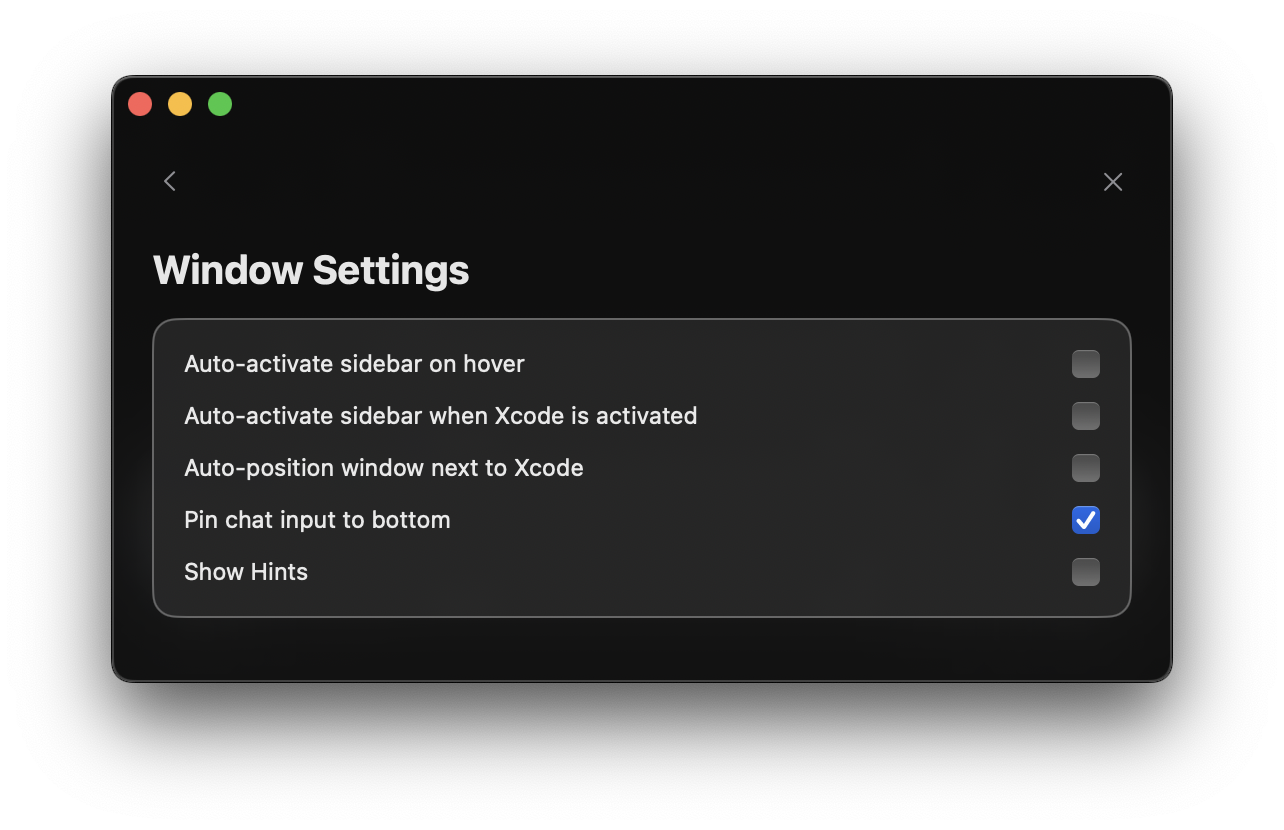 Window Settings
Auto-activate sidebar on hover
Auto-activate sidebar when Xcode is activated
Auto-position window next to Xcode
Pin chat input to bottom
Show Hints